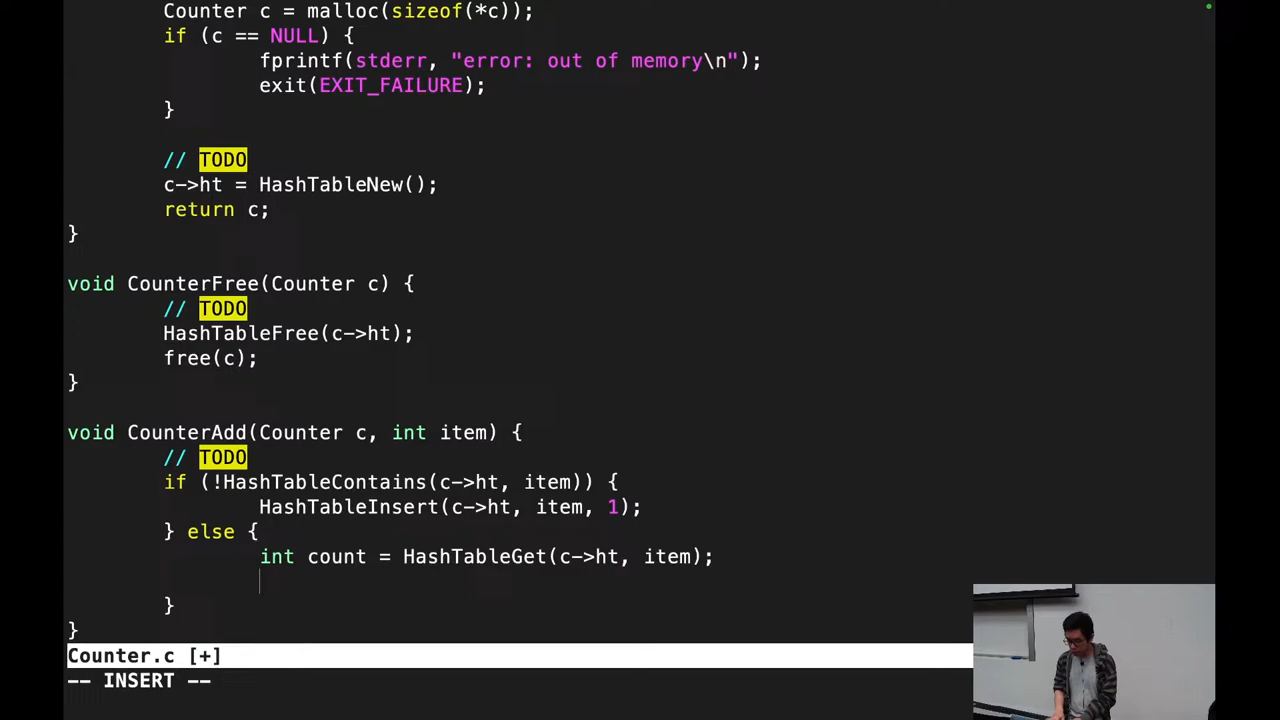 Counter c = malloc(sizeof(*c));
if (c == NULL) {
fprintf(stderr, "error: out of memory\n");
exit(EXIT_FAILURE);
}
// TODO
c->ht = HashTableNew();
return c;
}
void CounterFree(Counter c) {
// TODO
HashTableFree(c->ht);
free(c);
}
void CounterAdd(Counter c, int item) {
// TODO
if (!HashTableContains(c->ht, item)) {
HashTableInsert(c->ht, item, 1);
} else {
int count = HashTableGet(c->ht, item);
}
}
Counter.c [+]
-- INSERT --